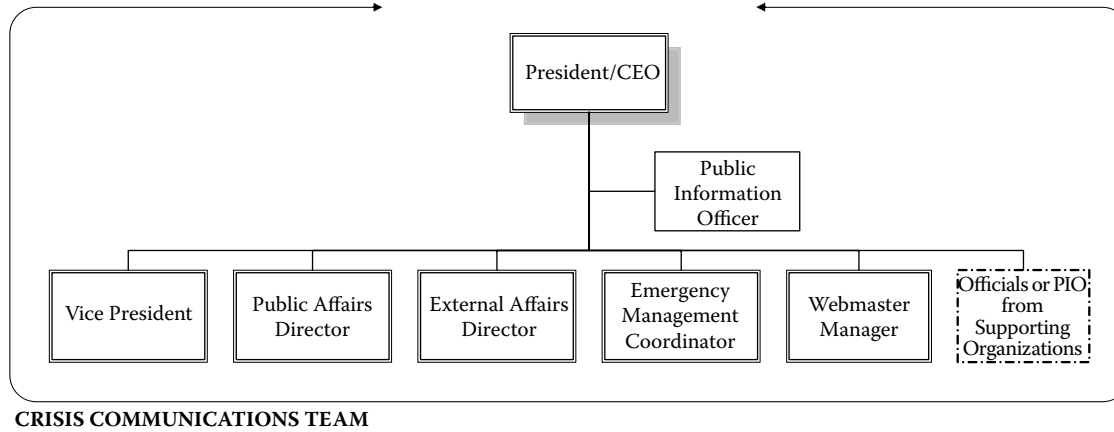 President/CEO
Public
Information
Officer
Vice President
Public Affairs
Director
External Affairs
Director
Emergency
Management
Coordinator
Webmaster
Manager
Officials or PIO
from
Supporting
Organizations
CRISIS COMMUNICATIONS TEAM